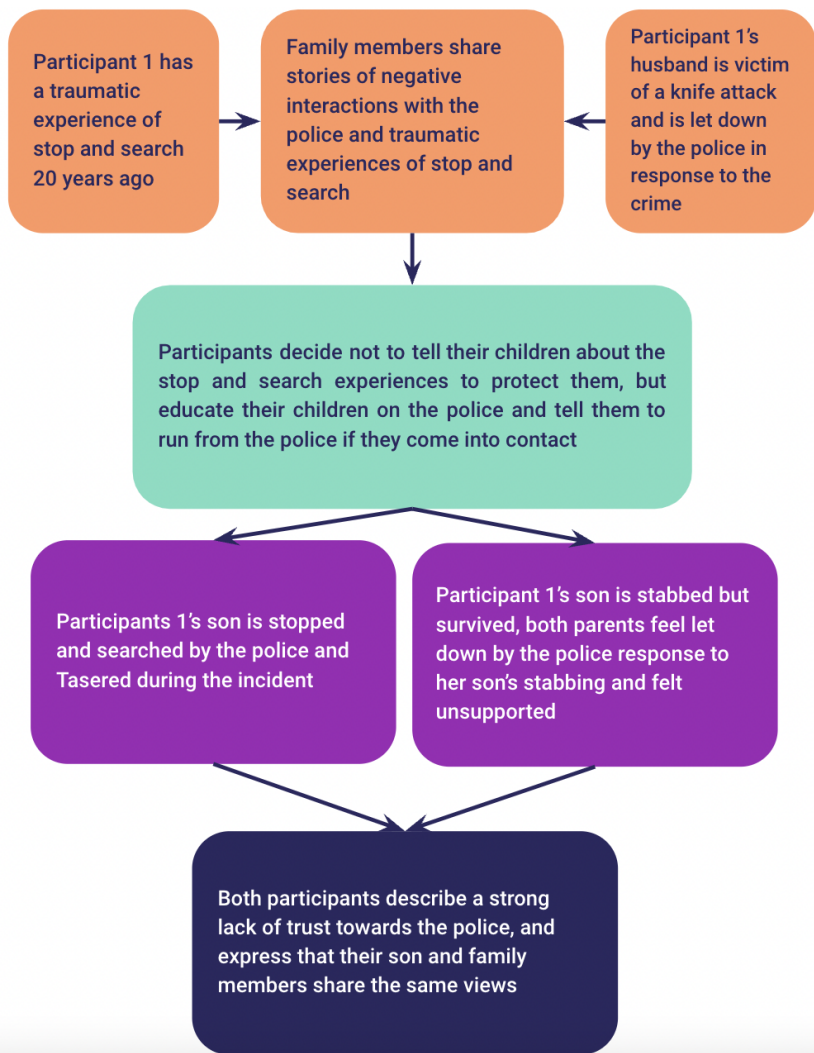 Participant 1 has
a traumatic
experience of
stop and search
20 years ago
Family members share
stories of negative
interactions with the
police and traumatic
experiences of stop and
search
Participant 1’s
husband is victim
of a knife attack
and is let down
by the police in
response to the
crime
Participants decide not to tell their children about the
stop and search experiences to protect them, but
educate their children on the police and tell them to
run from the police if they come into contact
Participants 1’s son is stopped
and searched by the police and
Tasered during the incident
Participant 1’s son is stabbed but
survived, both parents feel let
down by the police response to
her son’s stabbing and felt
unsupported
Both participants describe a strong
lack of trust towards the police, and
express that their son and family
members share the same views